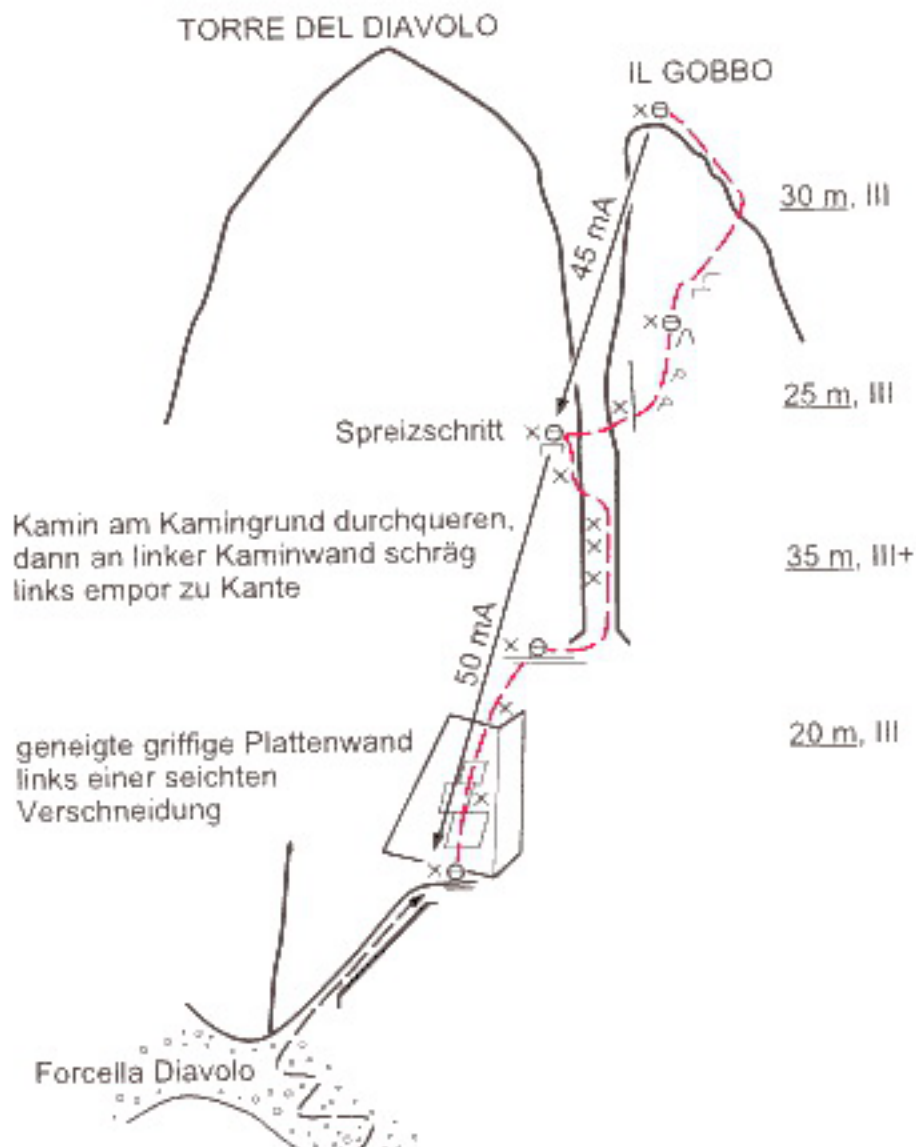 TORRE DEL DIAVOLO
IL GOBBO
30 m, III
45 mA
25 m, III
Spreizschritt
Kamin am Kamingrund durchqueren,
dann an linker Kaminwand schräg
links empor zu Kante
35 m, III+
50 mA
geneigte griffige Plattenwand
links einer seichten
Verschneidung
20 m, III
Forcella Diavolo